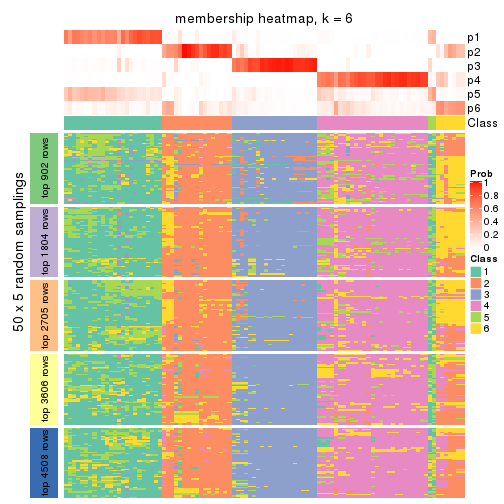 membership heatmap, k = 6
p1
p2
p3
p4
p5
p6
Class
50 x 5 random samplings
top 902 rows
top 1804 rows
top 2705 rows
top 3606 rows
top 4508 rows
Prob
1
0.8
0.6
0.4
0.2
0
Class
1
2
3
4
5
6